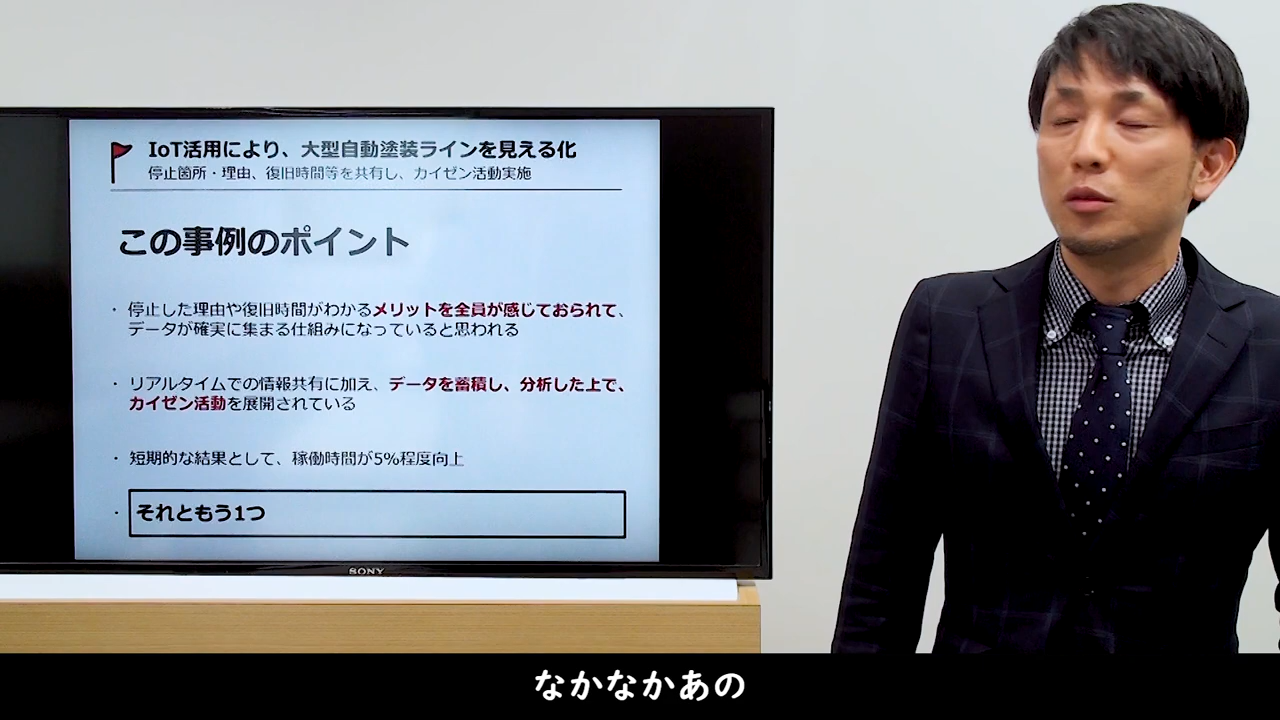 IoT活用により、大型自動塗装ラインを見える化
停止箇所・理由、復旧時間等を共有し、カイゼン活動実施
この事例のポイント
・ 停止した理由や復旧時間がわかるメリットを全員が感じておられて、
データが確実に集まる仕組みになっていると思われる
・ リアルタイムでの情報共有に加え、データを蓄積し、分析した上で、
カイゼン活動を展開されている
・ 短期的な結果として、稼働時間が5%程度向上
・ それともう1つ
SONY
なかなかあの